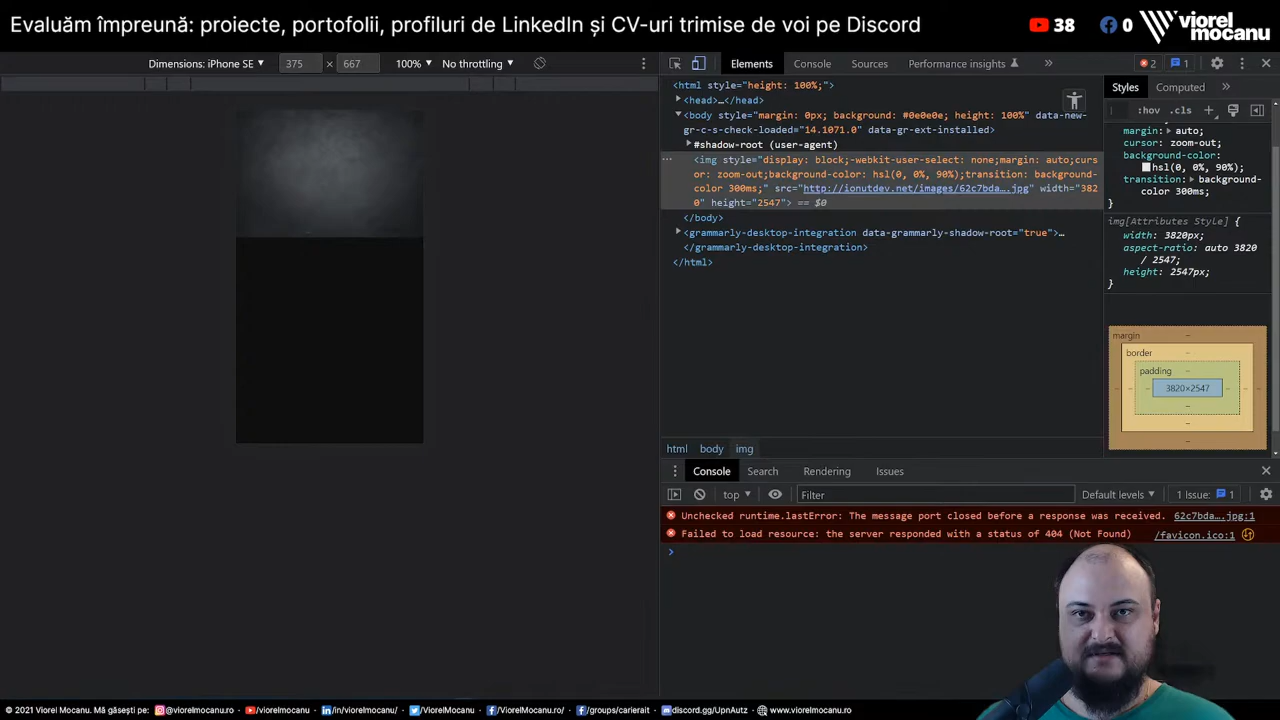 Evaluăm împreună: proiecte, portofolii, profiluri de LinkedIn și CV-uri trimise de voi pe Discord
38
0
viorel
mocanu
Dimensions: iPhone SE
375 × 667
100%
No throttling
Elements
Console
Sources
Performance insights
2
1
<html style="height: 100%;">
<head>…</head>
<body style="margin: 0px; background: #0e0e0e; height: 100%" data-new-
gr-c-s-check-loaded="14.1071.0" data-gr-ext-installed>
#shadow-root (user-agent)
<img style="display: block;-webkit-user-select: none;margin: auto;curs
or: zoom-out;background-color: hsl(0, 0%, 90%);transition: background-
color 300ms;" src="http://ionutdev.net/images/62c7bda….jpg" width="382
0" height="2547"> == $0
</body>
<grammarly-desktop-integration data-grammarly-shadow-root="true">…
</grammarly-desktop-integration>
</html>
html body img
Styles
Computed
:hov .cls
margin: auto;
cursor: zoom-out;
background-color:
hsl(0, 0%, 90%);
transition: background-
color 300ms;
}
img[Attributes Style] {
width: 3820px;
aspect-ratio: auto 3820
/ 2547;
height: 2547px;
}
margin
–
border
–
padding
–
3820×2547
–
–
–
Console
Search
Rendering
Issues
top
Filter
Default levels
1 Issue: 1
Unchecked runtime.lastError: The message port closed before a response was received. 62c7bda….jpg:1
Failed to load resource: the server responded with a status of 404 (Not Found) /favicon.ico:1
© 2021 Viorel Mocanu. Mă găsești pe: @viorelmocanu.ro /viorelmocanu /in/viorelmocanu/ /viorelmocanu /ViorelMocanu.ro/ /groups/carierait discord.gg/UpnAutz www.viorelmocanu.ro